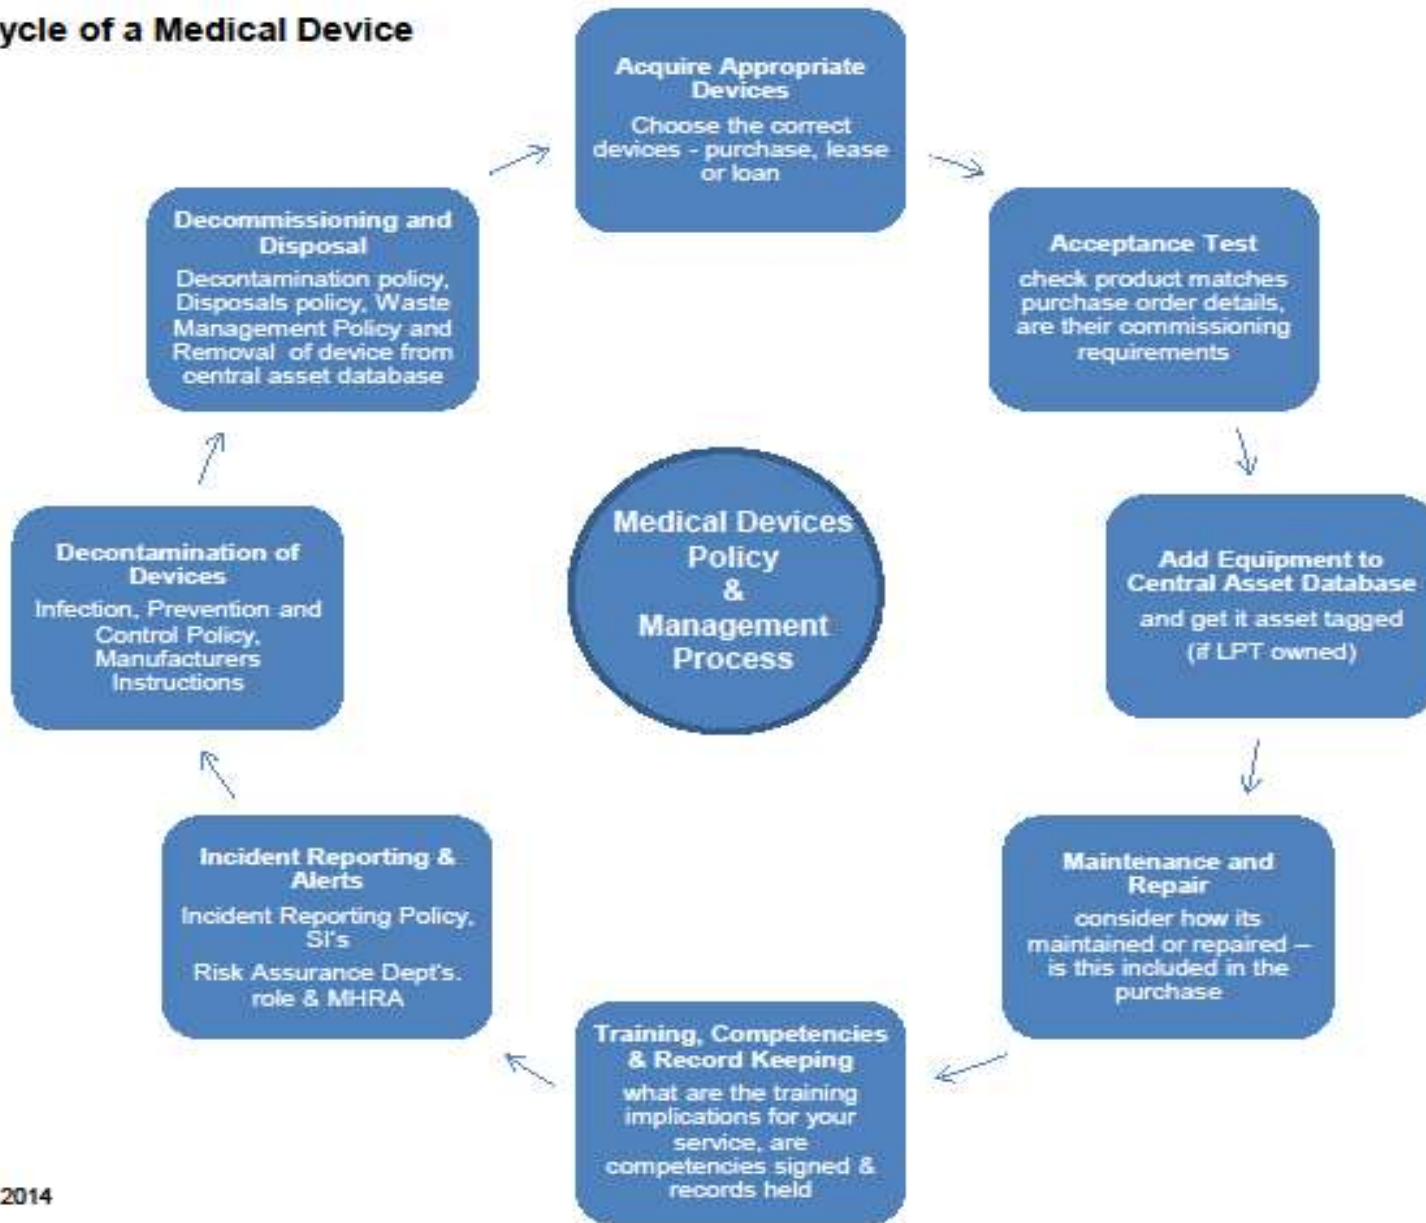 ycle of a Medical Device
Acquire Appropriate
Devices
Choose the correct
devices - purchase, lease
or loan
Acceptance Test
check product matches
purchase order details,
are their commissioning
requirements
Add Equipment to
Central Asset Database
and get it asset tagged
(if LPT owned)
Maintenance and
Repair
consider how its
maintained or repaired –
is this included in the
purchase
Training, Competencies
& Record Keeping
what are the training
implications for your
service, are
competencies signed &
records held
Incident Reporting &
Alerts
Incident Reporting Policy,
SI's
Risk Assurance Dept's.
role & MHRA
Decontamination of
Devices
Infection, Prevention and
Control Policy,
Manufacturers
Instructions
Decommissioning and
Disposal
Decontamination policy,
Disposals policy, Waste
Management Policy and
Removal of device from
central asset database
Medical Devices
Policy
&
Management
Process
2014